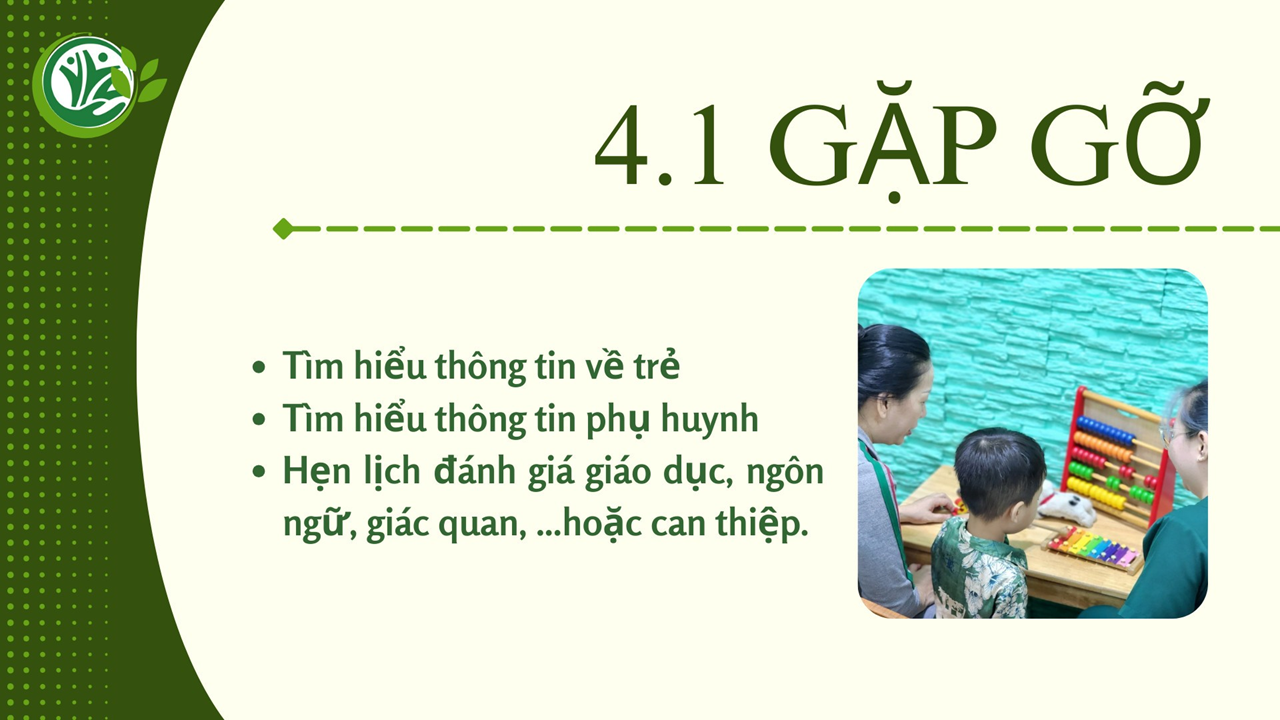 4.1 GẶP GỠ
• Tìm hiểu thông tin về trẻ
• Tìm hiểu thông tin phụ huynh
• Hẹn lịch đánh giá giáo dục, ngôn
ngữ, giác quan, ...hoặc can thiệp.